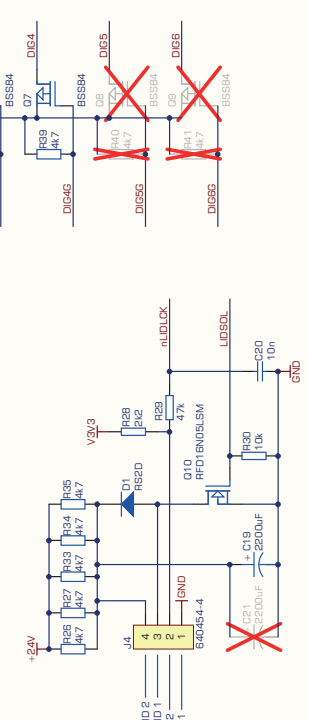 DIG4
DIG5
DIG6
BSS84
Q7
BSS84
Q8
BSS84
Q9
BSS84
R39
4k7
R40
4k7
R41
4k7
DIG4G
DIG5G
DIG6G
nLIDLCK
LIDSOL
C20
10n
GND
R29
47k
V3V3
R28
2k2
Q10
RFD16N05LSM
R30
10k
D1
RS2D
R35
4k7
R34
4k7
R33
4k7
R27
4k7
R26
4k7
+24V
C19
2200uF
+
C21
2200uF
+
GND
J4
4
3
2
1
640454-4
ID 2
ID 1
2
1